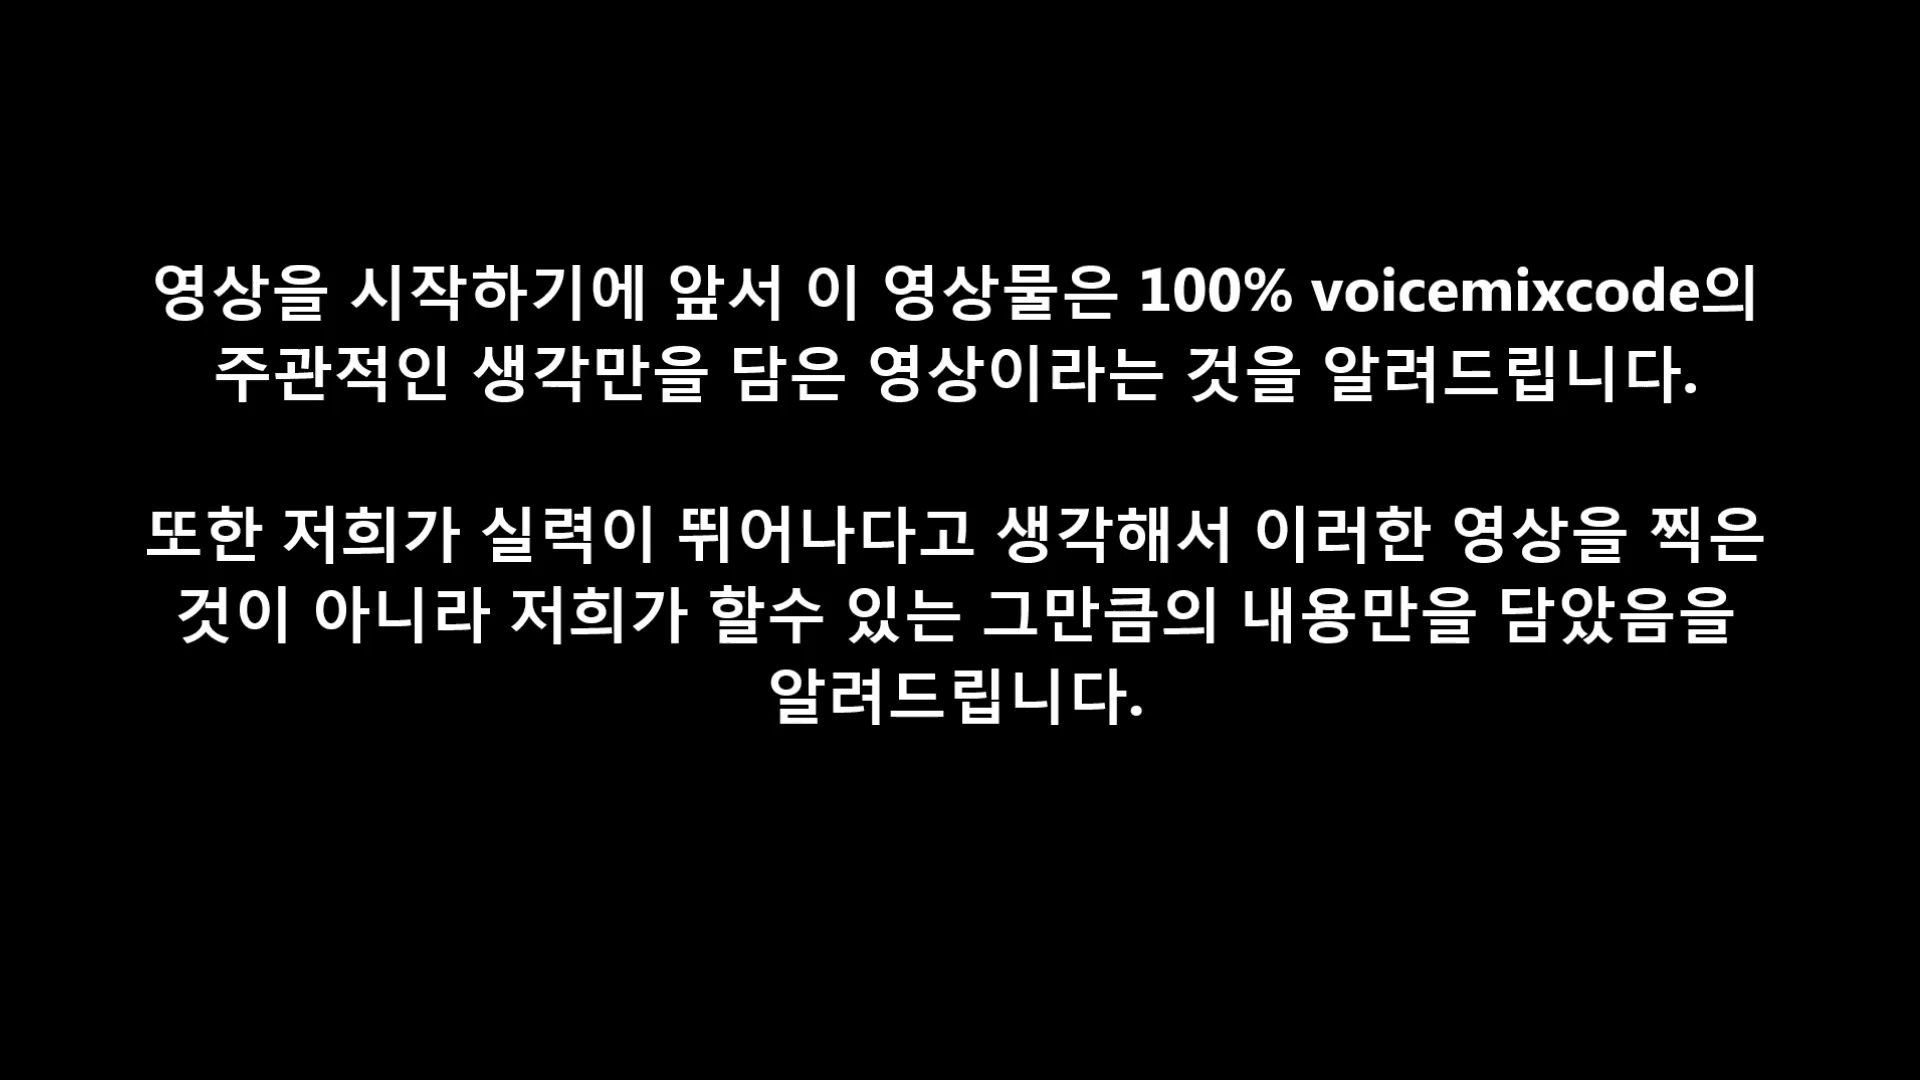 영상을 시작하기에 앞서 이 영상물은 100% voicemixcode의
주관적인 생각만을 담은 영상이라는 것을 알려드립니다.
또한 저희가 실력이 뛰어나다고 생각해서 이러한 영상을 찍은
것이 아니라 저희가 할수 있는 그만큼의 내용만을 담았음을
알려드립니다.